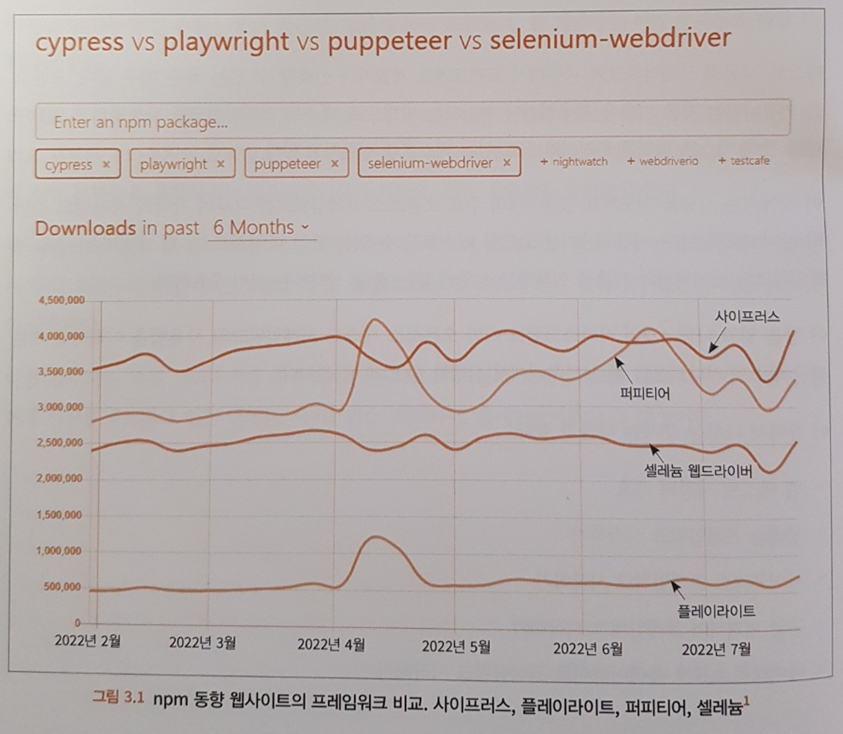 cypress vs playwright vs puppeteer vs selenium-webdriver
Enter an npm package...
cypress × playwright × puppeteer × selenium-webdriver × + nightwatch + webdriverio + testcafe
Downloads in past 6 Months
4,500,000
사이프러스
4,000,000
3,500,000
퍼피티어
3,000,000
2,500,000
셀레늄 웹드라이버
2,000,000
1,500,000
1,000,000
500,000
플레이라이트
0
2022년 2월 2022년 3월 2022년 4월 2022년 5월 2022년 6월 2022년 7월
그림 3.1 npm 동향 웹사이트의 프레임워크 비교. 사이프러스, 플레이라이트, 퍼피티어, 셀레늄1